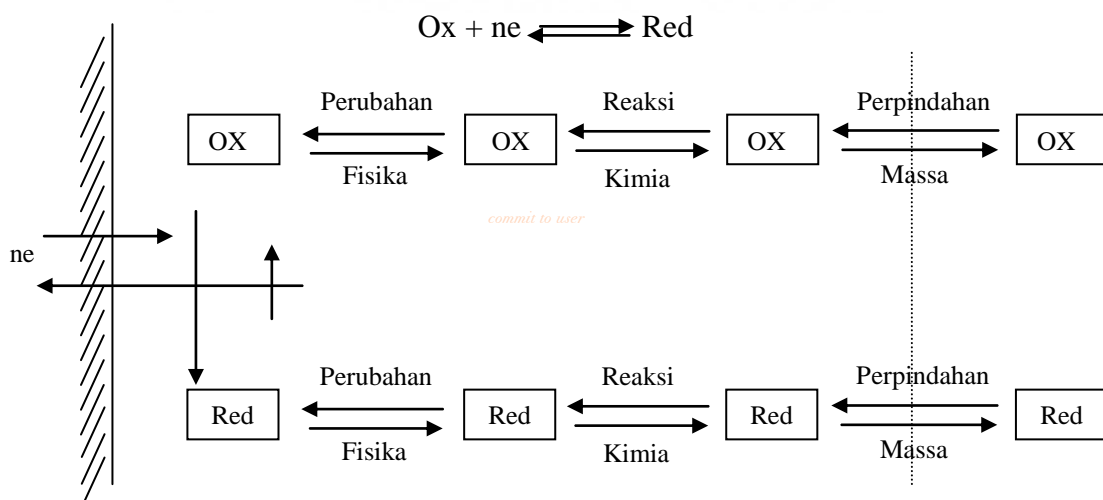 Ox + ne Red
Perubahan Reaksi Perpindahan
OX OX OX OX
Fisika Kimia Massa
commit to user
ne
Perubahan Reaksi Perpindahan
Red Red Red Red
Fisika Kimia Massa